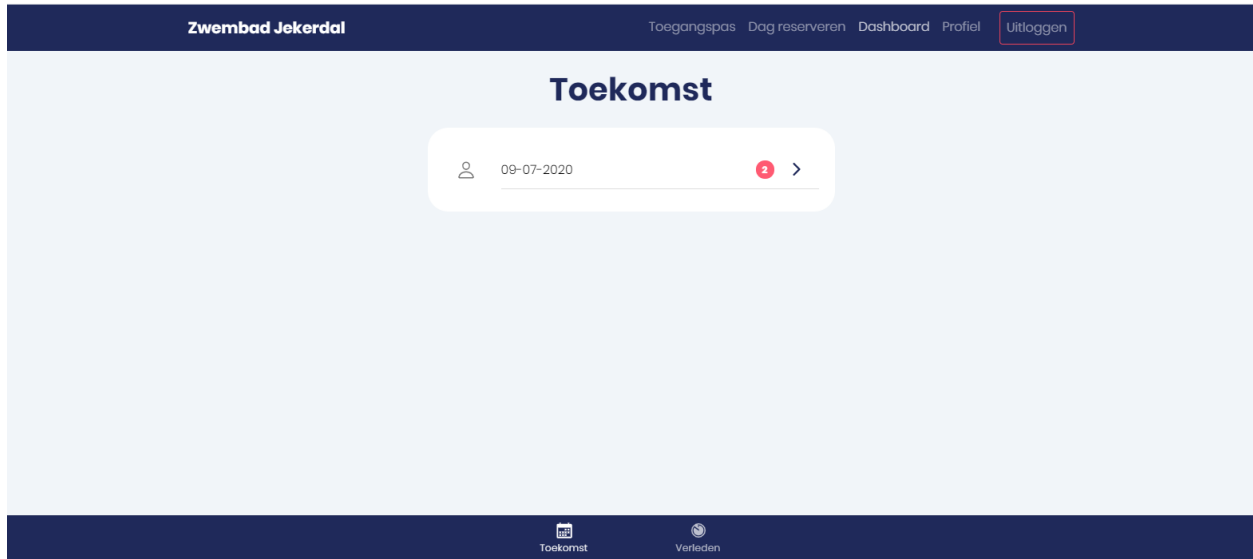 Zwembad Jekerdal
Toegangspas Dag reserveren Dashboard Profiel Uitloggen
Toekomst
09-07-2020 2
Toekomst Verleden